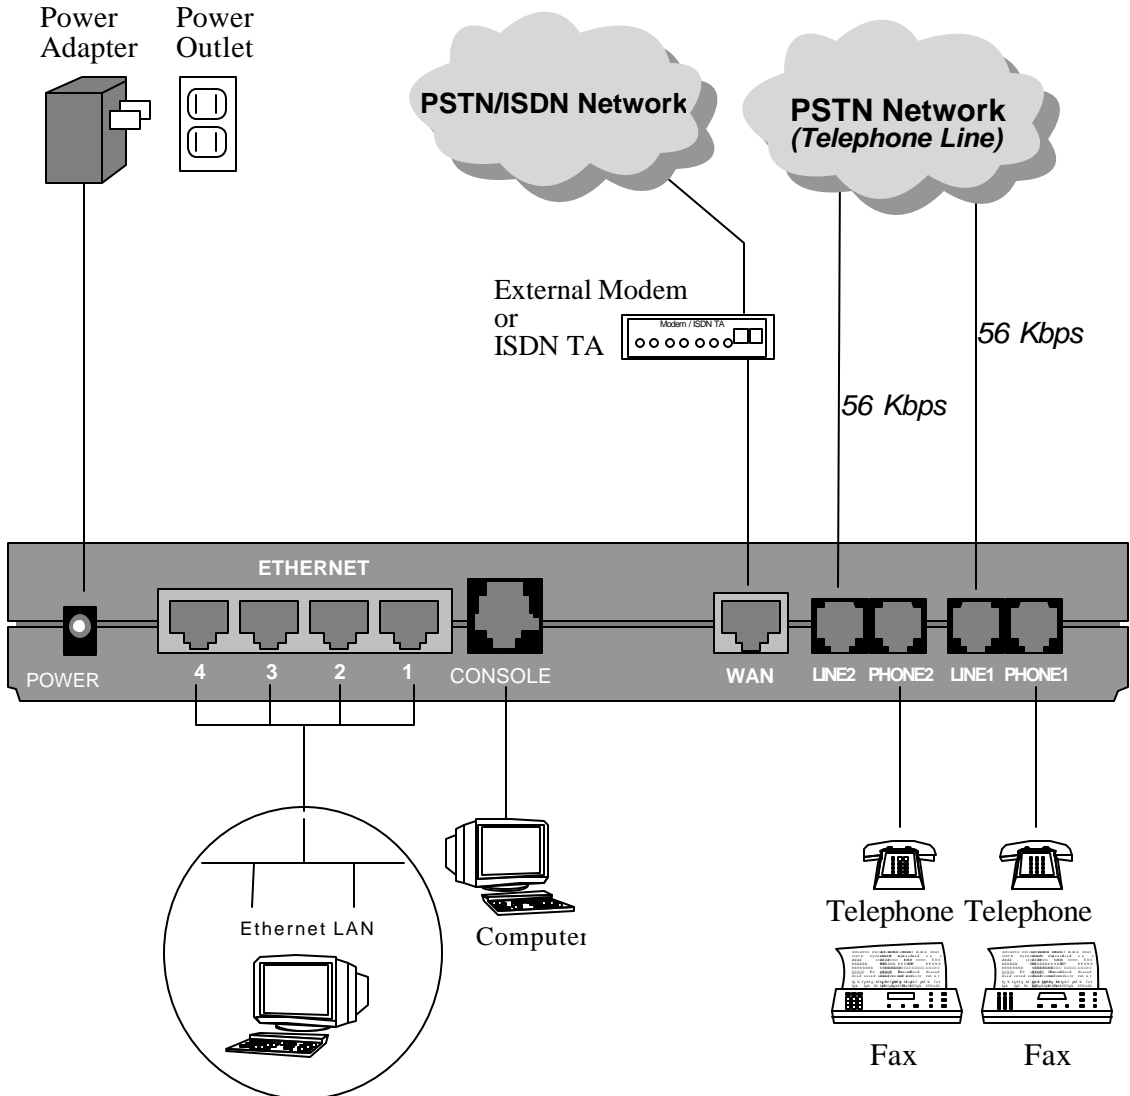 Power
Adapter
Power
Outlet
PSTN/ISDN Network
PSTN Network
(Telephone Line)
External Modem
or
ISDN TA
Modem / ISDN TA
56 Kbps
56 Kbps
ETHERNET
POWER
4
3
2
1
CONSOLE
WAN
LINE2
PHONE2
LINE1
PHONE1
Ethernet LAN
Computer
Telephone
Telephone
Fax
Fax